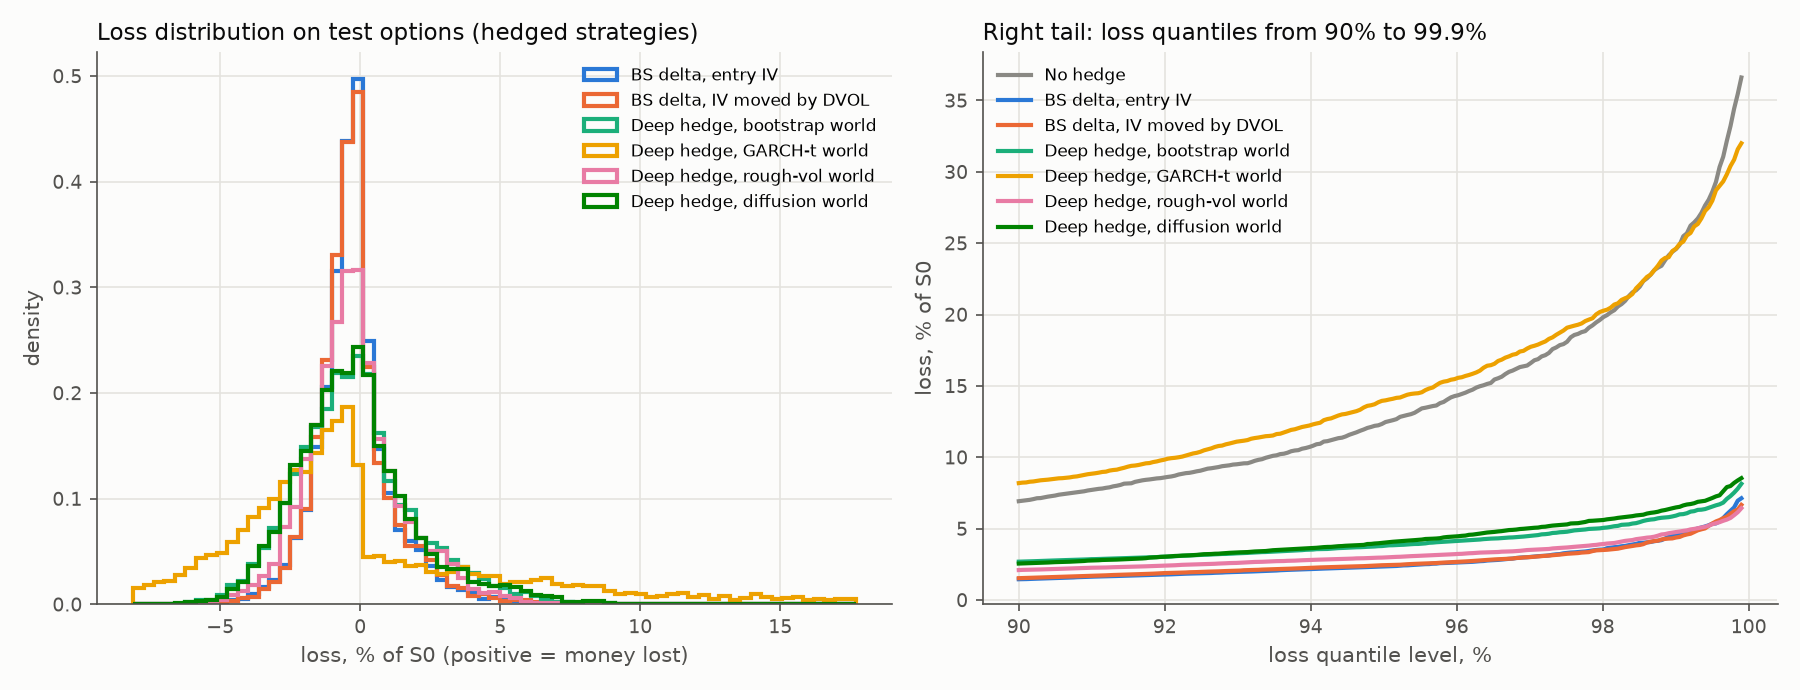 Loss distribution on test options (hedged strategies)
density
0.5
0.4
0.3
0.2
0.1
0.0
−5
0
5
10
15
loss, % of S0 (positive = money lost)
BS delta, entry IV
BS delta, IV moved by DVOL
Deep hedge, bootstrap world
Deep hedge, GARCH-t world
Deep hedge, rough-vol world
Deep hedge, diffusion world
Right tail: loss quantiles from 90% to 99.9%
loss, % of S0
35
30
25
20
15
10
5
0
90
92
94
96
98
100
loss quantile level, %
No hedge
BS delta, entry IV
BS delta, IV moved by DVOL
Deep hedge, bootstrap world
Deep hedge, GARCH-t world
Deep hedge, rough-vol world
Deep hedge, diffusion world